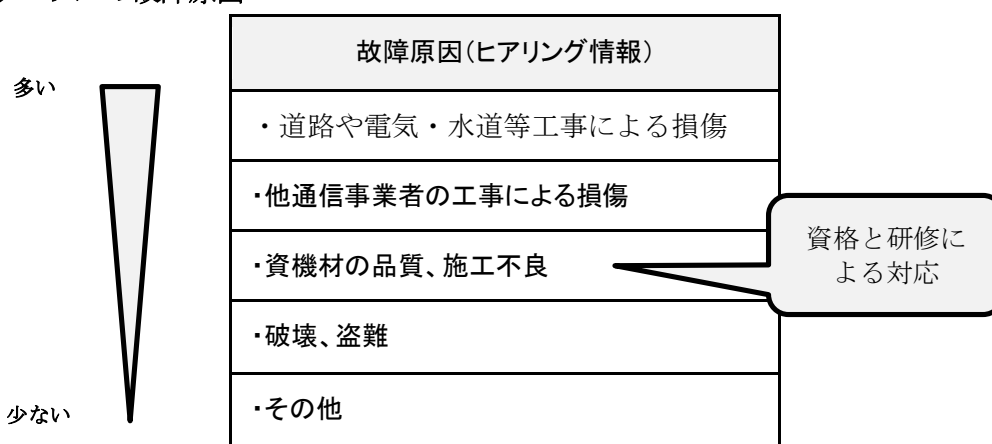 故障原因(ヒアリング情報)
多い
・道路や電気・水道等工事による損傷
・他通信事業者の工事による損傷
・資機材の品質、施工不良
資格と研修に
よる対応
・破壊、盗難
・その他
少ない